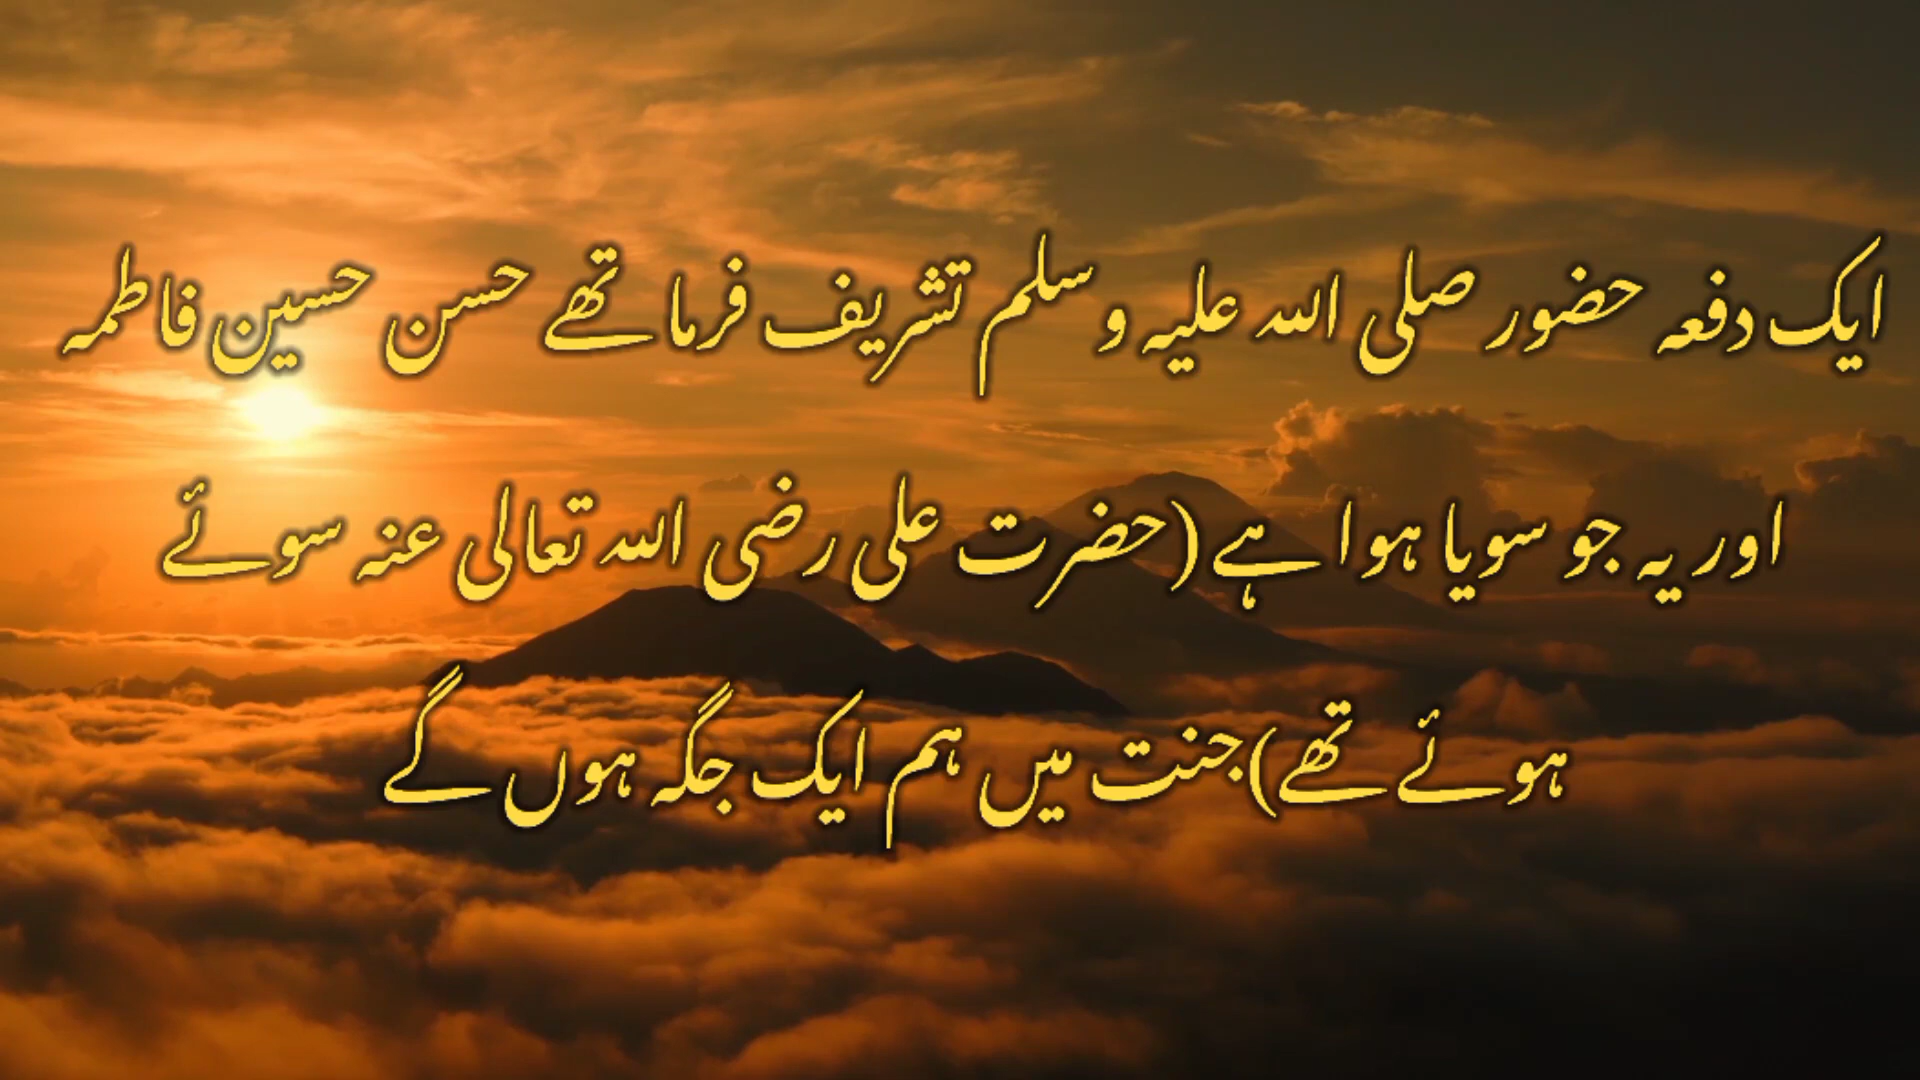 ایک دفعہ حضور صلی اللہ علیہ وسلم تشریف فرما تھے حسن حسین فاطمہ
اور یہ جو سویا ہوا ہے (حضرت علی رضی اللہ تعالی عنہ سوئے
ہوئے تھے)جنت میں ہم ایک جگہ ہوں گے